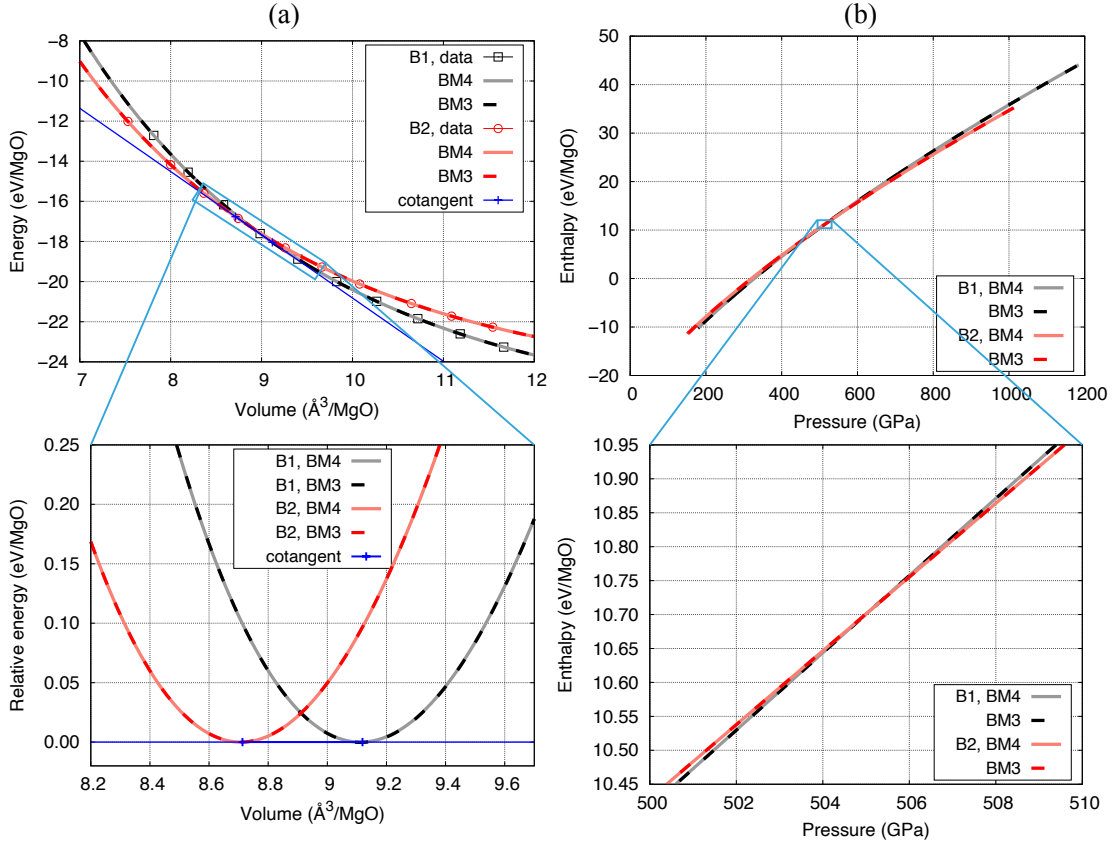 (a)
−8
−10
−12
−14
−16
−18
−20
−22
−24
7 8 9 10 11 12
Energy (eV/MgO)
Volume (Å³/MgO)
B1, data
BM4
BM3
B2, data
BM4
BM3
cotangent
(b)
50
40
30
20
10
0
−10
−20
200 400 600 800 1000 1200
Enthalpy (eV/MgO)
Pressure (GPa)
B1, BM4
BM3
B2, BM4
BM3
0.25
0.20
0.15
0.10
0.05
0.00
8.2 8.4 8.6 8.8 9 9.2 9.4 9.6
Relative energy (eV/MgO)
Volume (Å³/MgO)
B1, BM4
B1, BM3
B2, BM4
B2, BM3
cotangent
10.95
10.90
10.85
10.80
10.75
10.70
10.65
10.60
10.55
10.50
10.45
500 502 504 506 508 510
Enthalpy (eV/MgO)
Pressure (GPa)
B1, BM4
BM3
B2, BM4
BM3